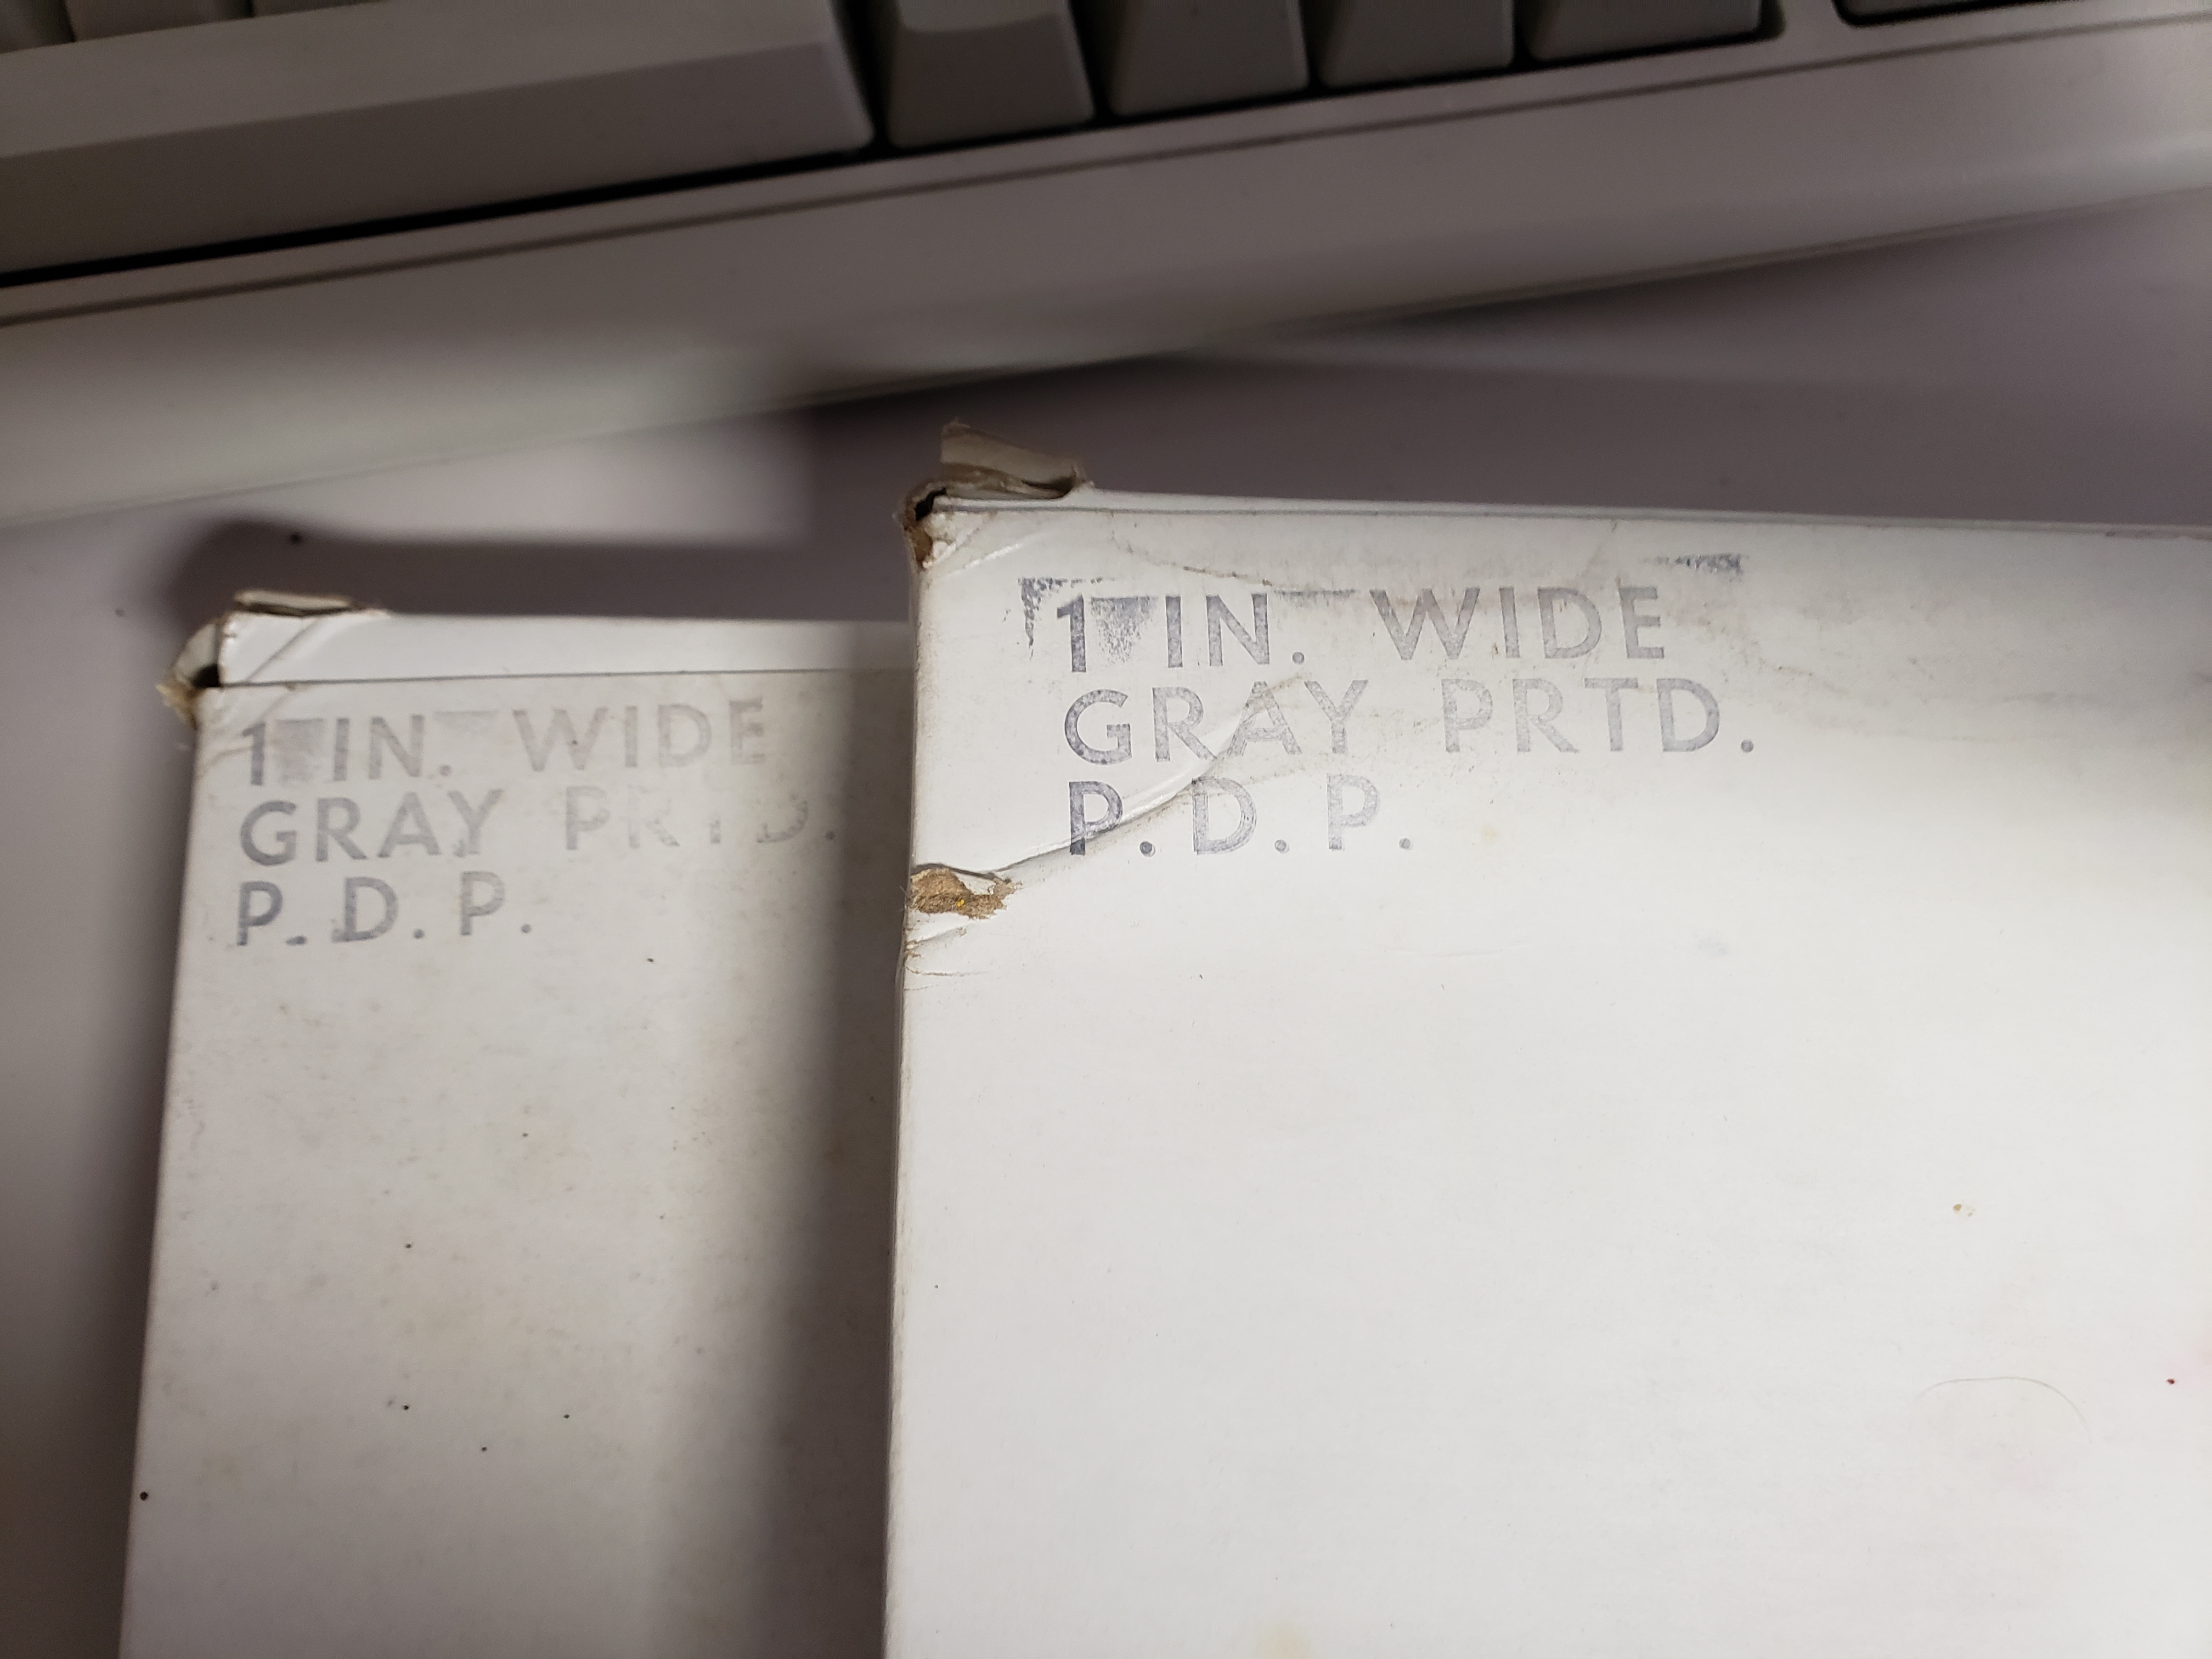 1 IN. WIDE
GRAY PRTD.
P.D.P.
1 IN. WIDE
GRAY PRTD.
P.D.P.